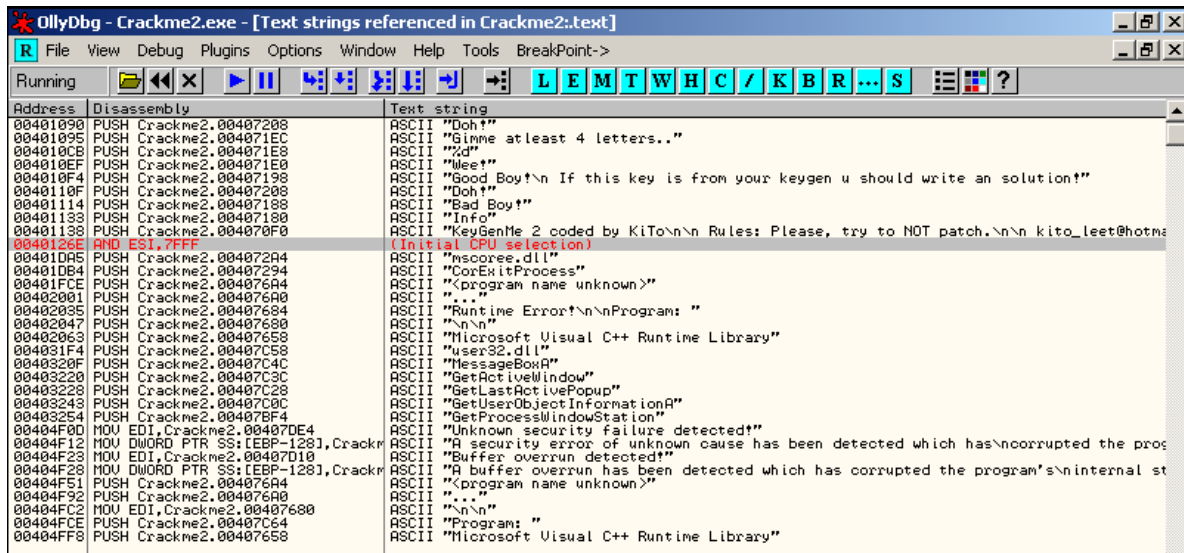 OllyDbg - Crackme2.exe - [Text strings referenced in Crackme2:.text]
R File View Debug Plugins Options Window Help Tools BreakPoint->
Running L E M T W H C / K B R ... S ?
Address Disassembly Text string
00401090 PUSH Crackme2.00407208 ASCII "Doh!"
00401095 PUSH Crackme2.004071EC ASCII "Gimme atleast 4 letters.."
004010CB PUSH Crackme2.004071E8 ASCII "%d"
004010EF PUSH Crackme2.004071E0 ASCII "Wee!"
004010F4 PUSH Crackme2.00407198 ASCII "Good Boy!\n If this key is from your keygen u should write an solution!"
0040110F PUSH Crackme2.00407208 ASCII "Doh!"
00401114 PUSH Crackme2.00407188 ASCII "Bad Boy!"
00401133 PUSH Crackme2.00407180 ASCII "Info"
00401138 PUSH Crackme2.004070F0 ASCII "KeyGenMe 2 coded by KiTo\n\n Rules: Please, try to NOT patch.\n\n kito_leet@hotma
0040126E AND ESI,7FFF (Initial CPU selection)
00401DA5 PUSH Crackme2.004072A4 ASCII "mscoree.dll"
00401DB4 PUSH Crackme2.00407294 ASCII "CorExitProcess"
00401FCE PUSH Crackme2.004076A4 ASCII "<program name unknown>"
00402001 PUSH Crackme2.004076A0 ASCII "..."
00402035 PUSH Crackme2.00407684 ASCII "Runtime Error!\n\nProgram: "
00402047 PUSH Crackme2.00407680 ASCII "\n\n"
00402063 PUSH Crackme2.00407658 ASCII "Microsoft Visual C++ Runtime Library"
004031F4 PUSH Crackme2.00407C58 ASCII "user32.dll"
0040320F PUSH Crackme2.00407C4C ASCII "MessageBoxA"
00403220 PUSH Crackme2.00407C3C ASCII "GetActiveWindow"
00403228 PUSH Crackme2.00407C28 ASCII "GetLastActivePopup"
00403243 PUSH Crackme2.00407C0C ASCII "GetUserObjectInformationA"
00403254 PUSH Crackme2.00407BF4 ASCII "GetProcessWindowStation"
00404F0D MOV EDI,Crackme2.00407DE4 ASCII "Unknown security failure detected!"
00404F12 MOV DWORD PTR SS:[EBP-128],Crackm ASCII "A security error of unknown cause has been detected which has\ncorrupted the prog
00404F23 MOV EDI,Crackme2.00407D10 ASCII "Buffer overrun detected!"
00404F28 MOV DWORD PTR SS:[EBP-128],Crackm ASCII "A buffer overrun has been detected which has corrupted the program's\ninternal st
00404F51 PUSH Crackme2.004076A4 ASCII "<program name unknown>"
00404F92 PUSH Crackme2.004076A0 ASCII "..."
00404FC2 MOV EDI,Crackme2.00407680 ASCII "\n\n"
00404FCE PUSH Crackme2.00407C64 ASCII "Program: "
00404FF8 PUSH Crackme2.00407658 ASCII "Microsoft Visual C++ Runtime Library"